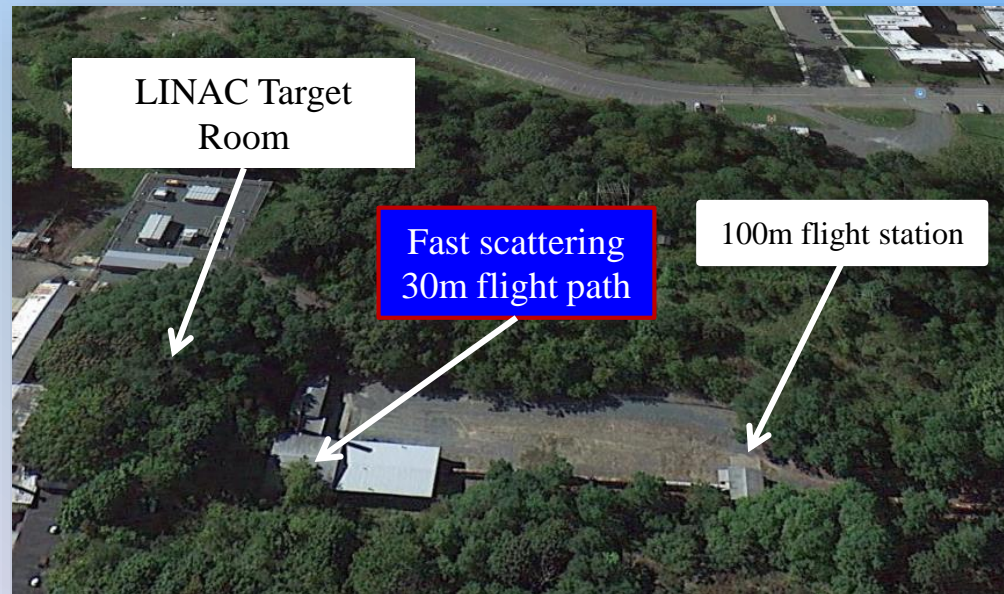 LINAC Target
Room
Fast scattering
30m flight path
100m flight station